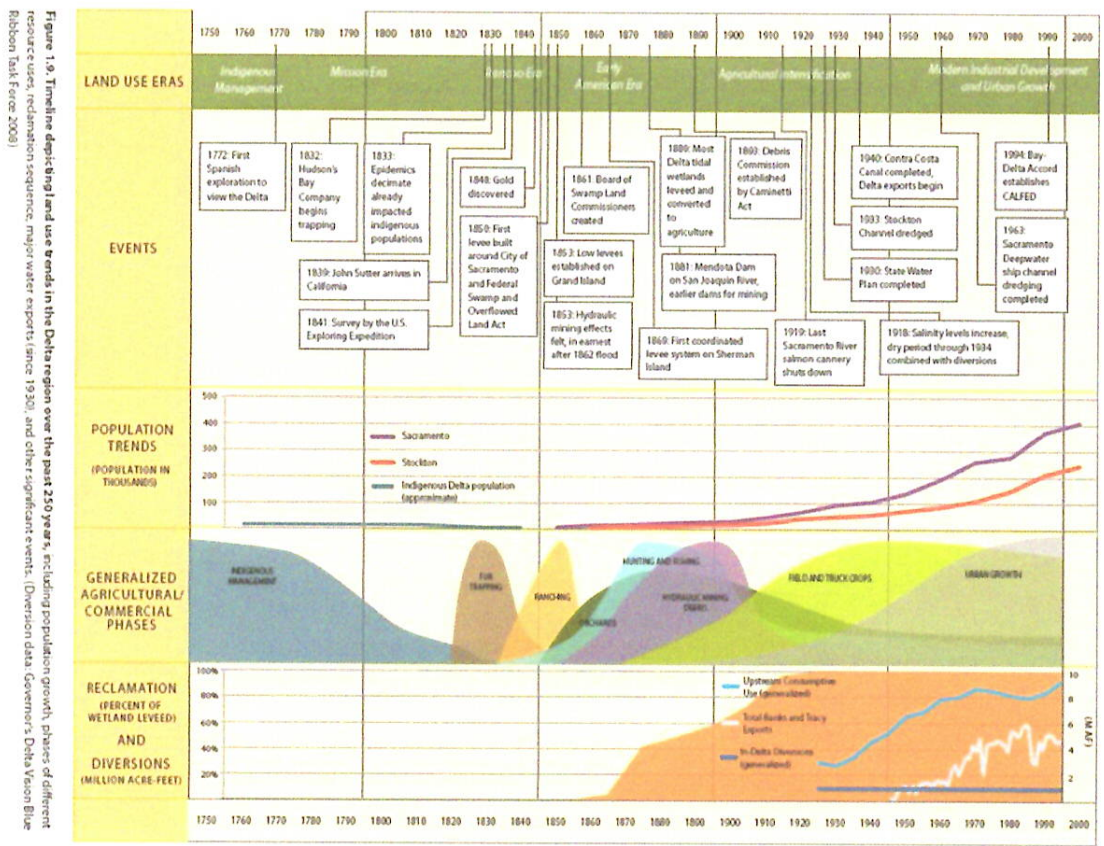 1750 1760 1770 1780 1790 1800 1810 1820 1830 1840 1850 1860 1870 1880 1890 1900 1910 1920 1930 1940 1950 1960 1970 1980 1990 2000
LAND USE ERAS
Indigenous
Management
Mission Era
Rancho Era
Early
American Era
Agricultural Intensification
Modern Industrial Development
and Urban Growth
EVENTS
1772: First
Spanish
exploration to
view the Delta
1832:
Hudson's
Bay
Company
begins
trapping
1833:
Epidemics
decimate
already
impacted
indigenous
populations
1839: John Sutter arrives in
California
1841: Survey by the U.S.
Exploring Expedition
1848: Gold
discovered
1850: First
levee built
around City of
Sacramento
and Federal
Swamp and
Overflowed
Land Act
1861: Board of
Swamp Land
Commissioners
created
1853: Low levees
established on
Grand Island
1853: Hydraulic
mining effects
felt, in earnest
after 1862 flood
1889: Most
Delta tidal
wetlands
leveed and
converted
to
agriculture
1881: Mendota Dam
on San Joaquin River,
earlier dams for mining
1869: First coordinated
levee system on Sherman
Island
1893: Debris
Commission
established
by Caminetti
Act
1919: Last
Sacramento River
salmon cannery
shuts down
1940: Contra Costa
Canal completed,
Delta exports begin
1933: Stockton
Channel dredged
1930: State Water
Plan completed
1918: Salinity levels increase,
dry period through 1934
combined with diversions
1994: Bay-
Delta Accord
establishes
CALFED
1963:
Sacramento
Deepwater
ship channel
dredging
completed
POPULATION
TRENDS
(POPULATION IN
THOUSANDS)
500
400
300
200
100
Sacramento
Stockton
Indigenous Delta population
(approximate)
GENERALIZED
AGRICULTURAL/
COMMERCIAL
PHASES
INDIGENOUS
MANAGEMENT
FUR
TRAPPING
RANCHING
ORCHARDS
HUNTING AND FISHING
HYDRAULIC MINING
DEBRIS
FIELD AND TRUCK CROPS
URBAN GROWTH
RECLAMATION
(PERCENT OF
WETLAND LEVEED)
AND
DIVERSIONS
(MILLION ACRE-FEET)
100%
80%
60%
40%
20%
Upstream Consumptive
Use (generalized)
Total Banks and Tracy
Exports
In-Delta Diversions
(generalized)
10
8
6
4
2
(MAF)
1750 1760 1770 1780 1790 1800 1810 1820 1830 1840 1850 1860 1870 1880 1890 1900 1910 1920 1930 1940 1950 1960 1970 1980 1990 2000
Figure 1.9. Timeline depicting land use trends in the Delta region over the past 250 years, including population growth, phases of different
resource uses, reclamation sequence, major water exports (since 1930), and other significant events. (Diversion data: Governor's Delta Vision Blue
Ribbon Task Force 2008)